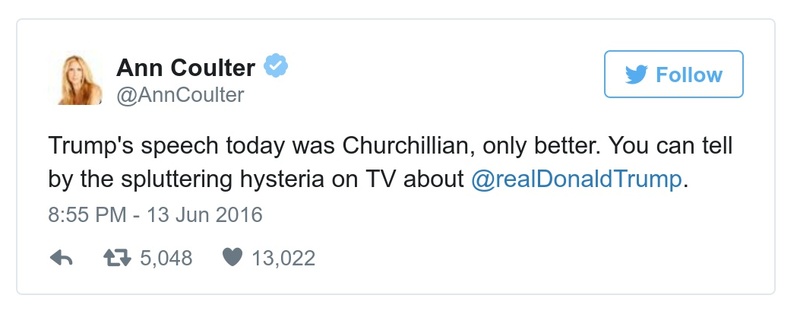 Ann Coulter
@AnnCoulter
Follow
Trump's speech today was Churchillian, only better. You can tell
by the spluttering hysteria on TV about @realDonaldTrump.
8:55 PM - 13 Jun 2016
5,048 13,022